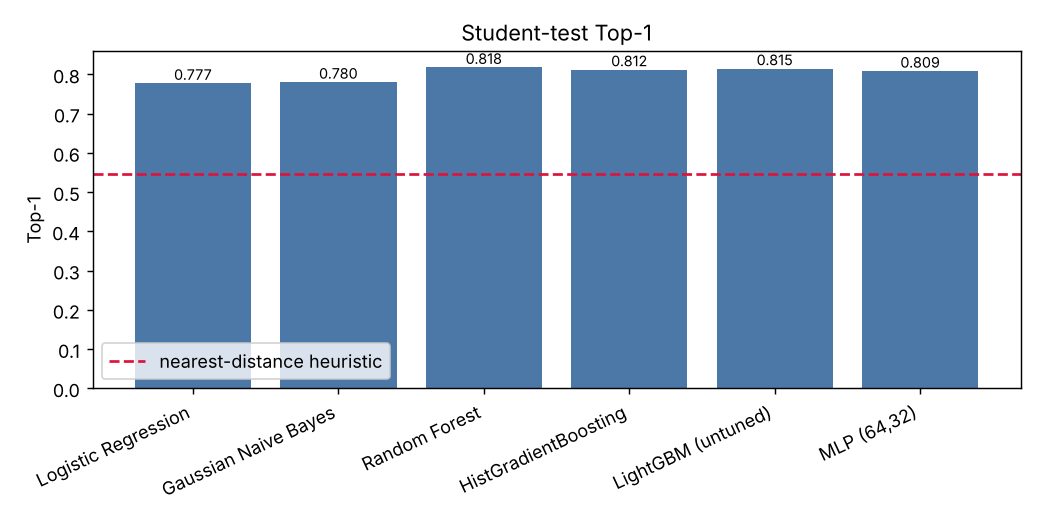 Student-test Top-1
Top-1
0.8
0.7
0.6
0.5
0.4
0.3
0.2
0.1
0.0
0.777
0.780
0.818
0.812
0.815
0.809
nearest-distance heuristic
Logistic Regression
Gaussian Naive Bayes
Random Forest
HistGradientBoosting
LightGBM (untuned)
MLP (64,32)